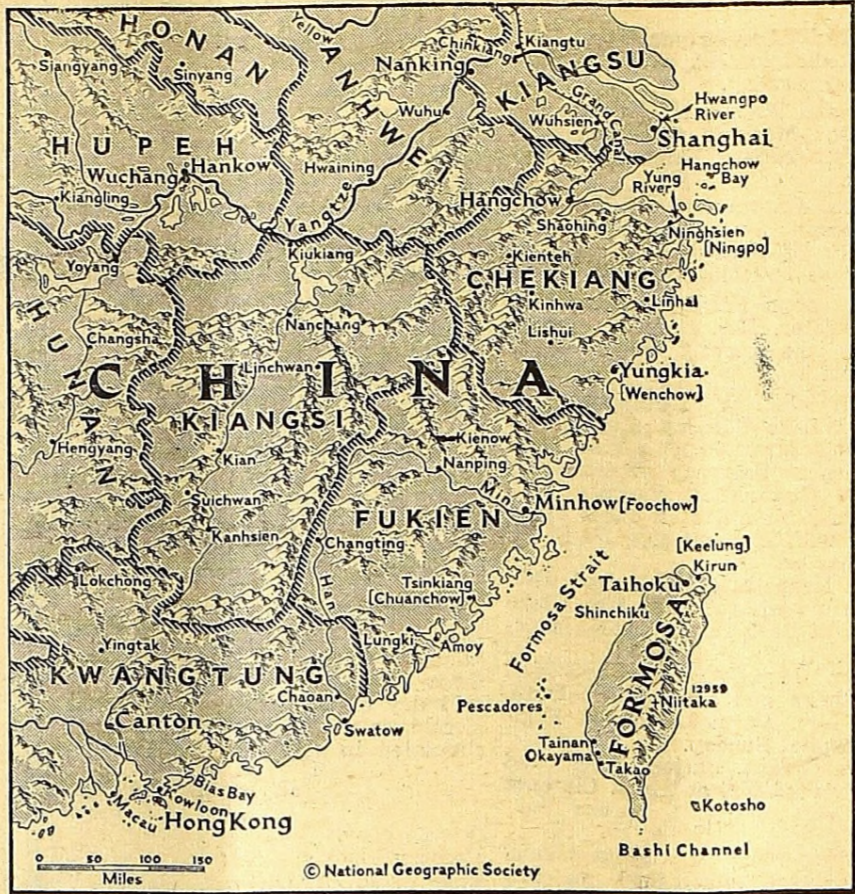 HONAN
Yellow
ANHWEI
Chinkiang
Kiangtu
Siangyang
Sinyang
Nanking
KIANGSU
Wuhu
Wuhsien
Grand Canal
Hwangpo
River
Shanghai
HUPEH
Hankow
Wuchang
Hwaining
Hangchow
Bay
Yung
River
Kiangling
Yangtze
Hangchow
Shaohing
Ninghsien
[Ningpo]
Yoyang
Kiukiang
Kienteh
CHEKIANG
Kinhwa
Linhai
HUNAN
Nanchang
Lishui
Changsha
Linchwan
CHINA
Yungkia
[Wenchow]
KIANGSI
Hengyang
Kian
Kienow
Nanping
Suichwan
Min
Minhow [Foochow]
FUKIEN
Kanhsien
Changting
[Keelung]
Kirun
Lokchong
Han
Tsinkiang
[Chuanchow]
Formosa Strait
Taihoku
Shinchiku
FORMOSA
Yingtak
Lungki
Amoy
KWANGTUNG
Chaoan
12959
Niitaka
Pescadores
Canton
Swatow
Tainan
Okayama
Takao
Bias Bay
Kowloon
Macau
Hong Kong
Kotosho
Bashi Channel
0 50 100 150
Miles
© National Geographic Society